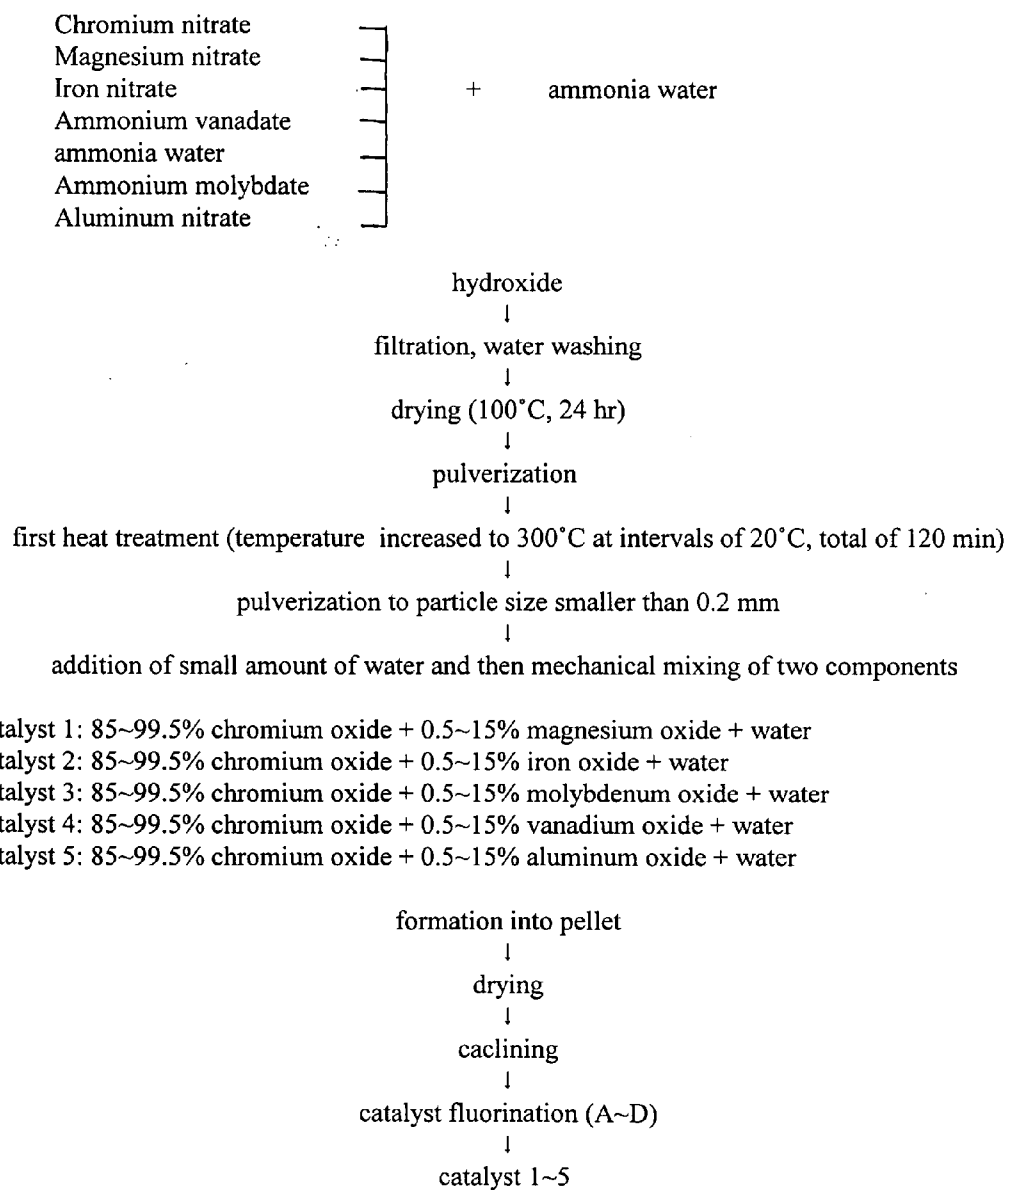 Chromium nitrate
Magnesium nitrate
Iron nitrate + ammonia water
Ammonium vanadate
ammonia water
Ammonium molybdate
Aluminum nitrate
hydroxide
↓
filtration, water washing
↓
drying (100°C, 24 hr)
↓
pulverization
↓
first heat treatment (temperature increased to 300°C at intervals of 20°C, total of 120 min)
↓
pulverization to particle size smaller than 0.2 mm
↓
addition of small amount of water and then mechanical mixing of two components
talyst 1: 85~99.5% chromium oxide + 0.5~15% magnesium oxide + water
talyst 2: 85~99.5% chromium oxide + 0.5~15% iron oxide + water
talyst 3: 85~99.5% chromium oxide + 0.5~15% molybdenum oxide + water
talyst 4: 85~99.5% chromium oxide + 0.5~15% vanadium oxide + water
talyst 5: 85~99.5% chromium oxide + 0.5~15% aluminum oxide + water
formation into pellet
↓
drying
↓
caclining
↓
catalyst fluorination (A~D)
↓
catalyst 1~5